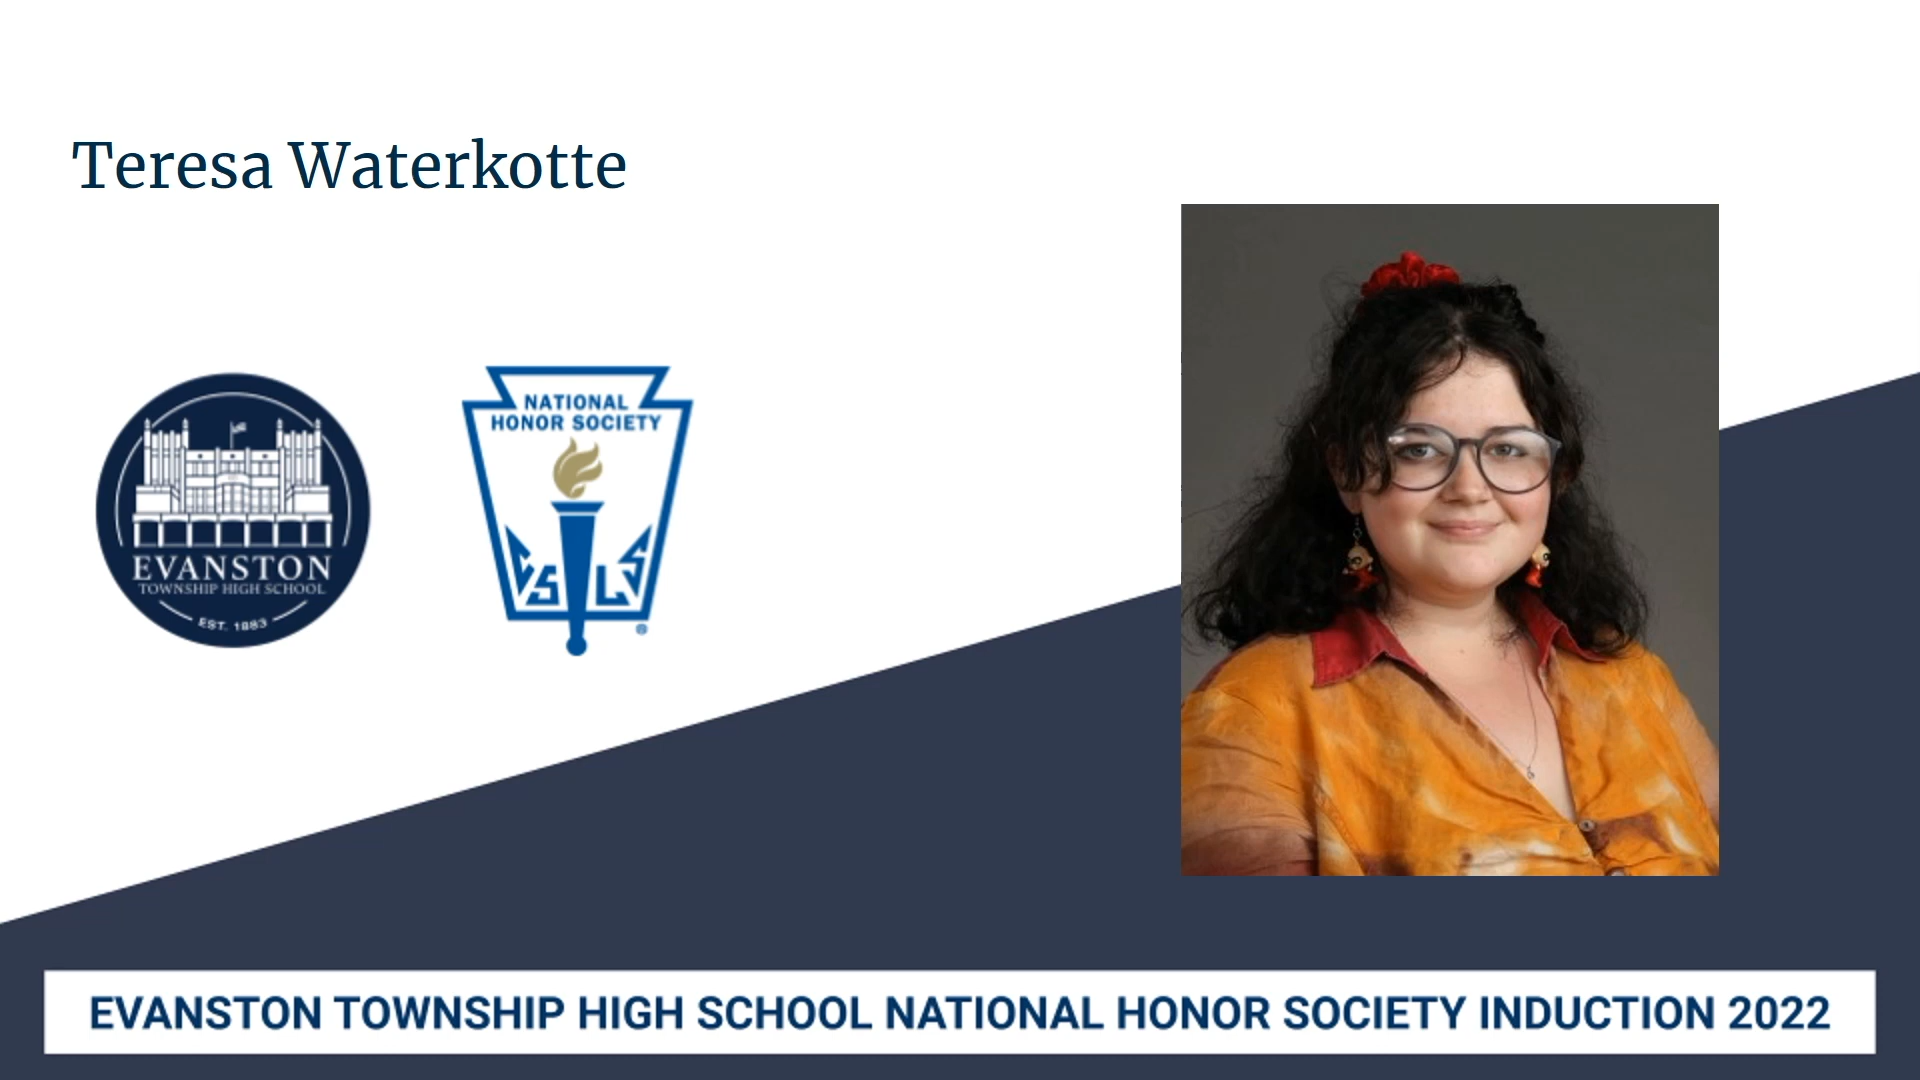 Teresa Waterkotte
EVANSTON
TOWNSHIP HIGH SCHOOL
EST. 1883
NATIONAL
HONOR SOCIETY
C S L S
®
EVANSTON TOWNSHIP HIGH SCHOOL NATIONAL HONOR SOCIETY INDUCTION 2022